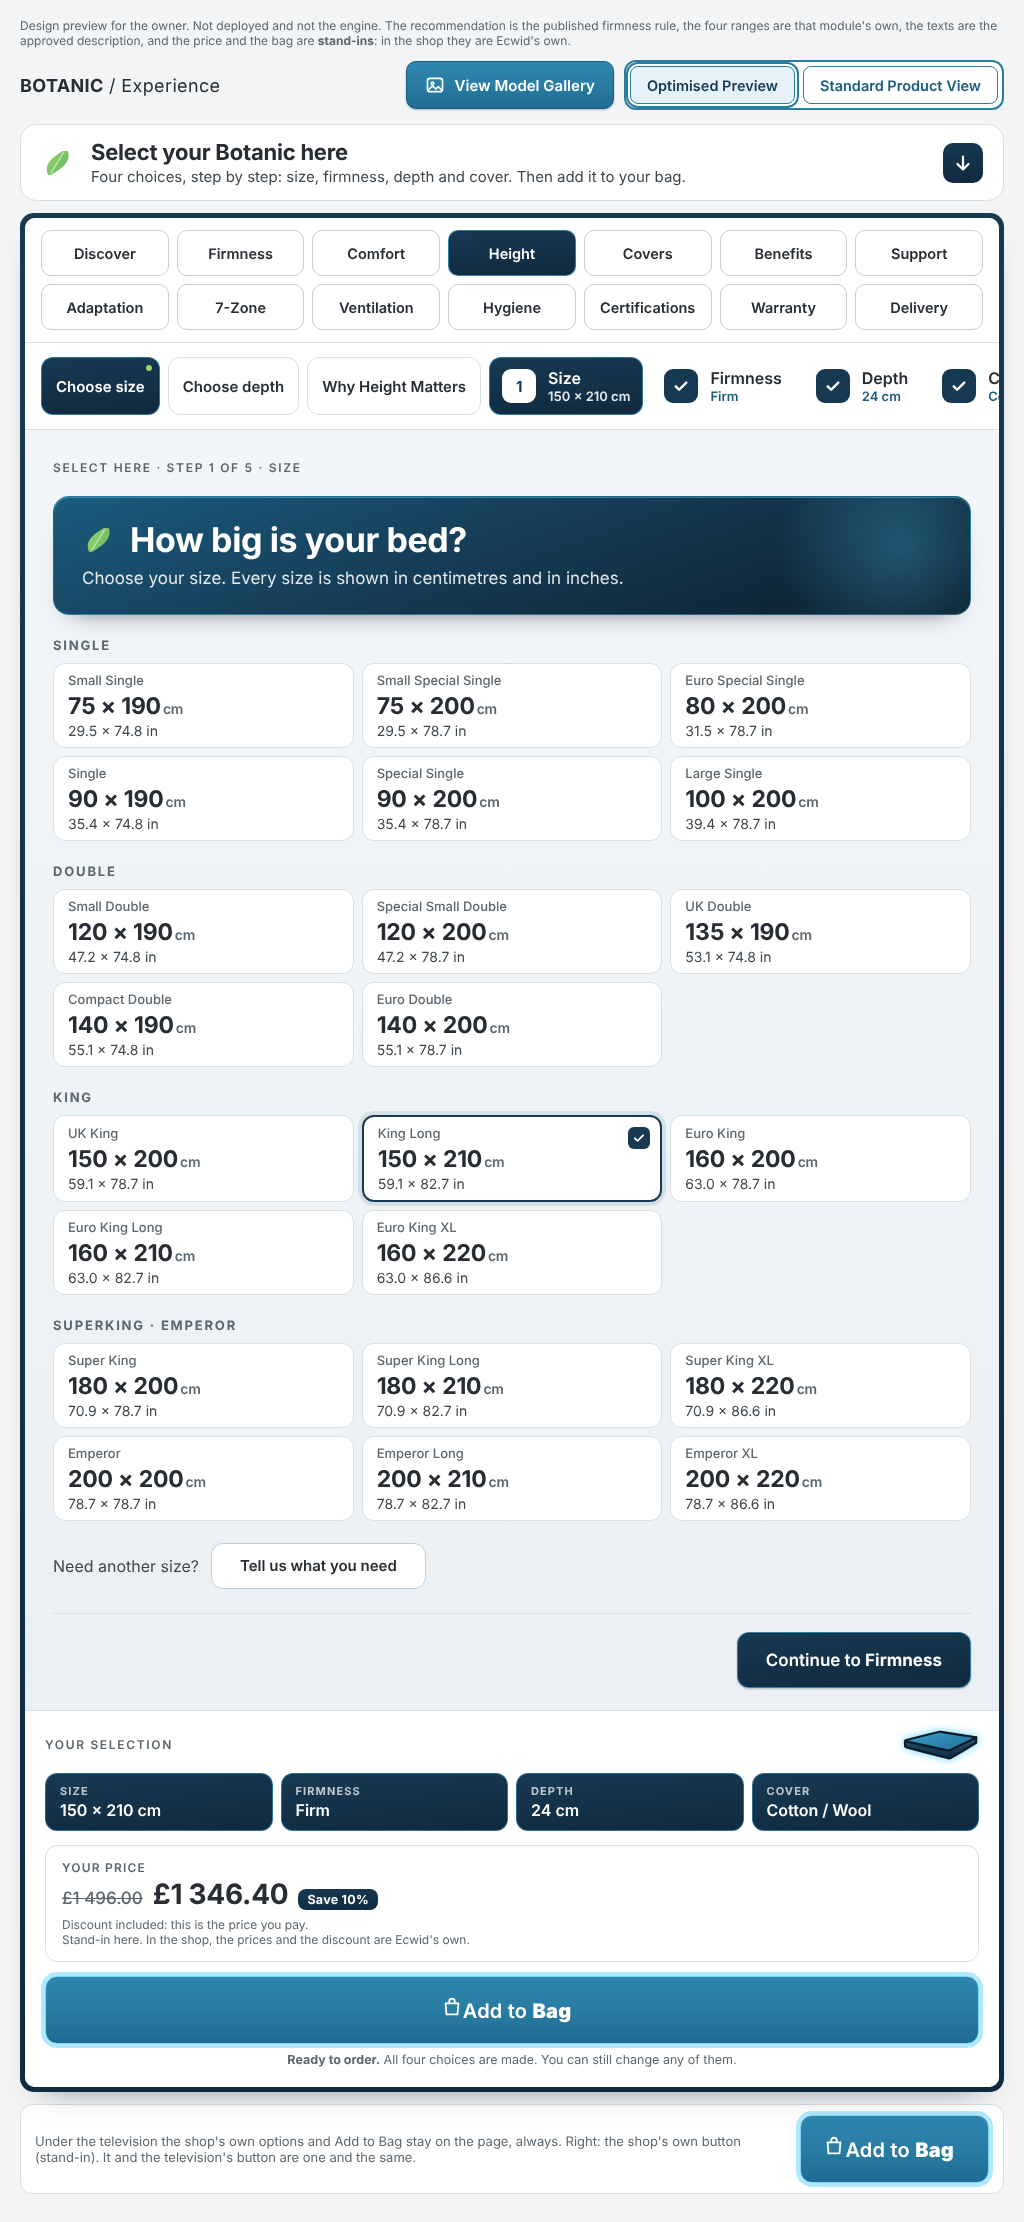 Design preview for the owner. Not deployed and not the engine. The recommendation is the published firmness rule, the four ranges are that module's own, the texts are the
approved description, and the price and the bag are stand-ins: in the shop they are Ecwid's own.
BOTANIC / Experience
View Model Gallery
Optimised Preview
Standard Product View
Select your Botanic here
Four choices, step by step: size, firmness, depth and cover. Then add it to your bag.
Discover
Firmness
Comfort
Height
Covers
Benefits
Support
Adaptation
7-Zone
Ventilation
Hygiene
Certifications
Warranty
Delivery
Choose size
Choose depth
Why Height Matters
1
Size
150 × 210 cm
Firmness
Firm
Depth
24 cm
SELECT HERE · STEP 1 OF 5 · SIZE
How big is your bed?
Choose your size. Every size is shown in centimetres and in inches.
SINGLE
Small Single
75 × 190 cm
29.5 × 74.8 in
Small Special Single
75 × 200 cm
29.5 × 78.7 in
Euro Special Single
80 × 200 cm
31.5 × 78.7 in
Single
90 × 190 cm
35.4 × 74.8 in
Special Single
90 × 200 cm
35.4 × 78.7 in
Large Single
100 × 200 cm
39.4 × 78.7 in
DOUBLE
Small Double
120 × 190 cm
47.2 × 74.8 in
Special Small Double
120 × 200 cm
47.2 × 78.7 in
UK Double
135 × 190 cm
53.1 × 74.8 in
Compact Double
140 × 190 cm
55.1 × 74.8 in
Euro Double
140 × 200 cm
55.1 × 78.7 in
KING
UK King
150 × 200 cm
59.1 × 78.7 in
King Long
150 × 210 cm
59.1 × 82.7 in
Euro King
160 × 200 cm
63.0 × 78.7 in
Euro King Long
160 × 210 cm
63.0 × 82.7 in
Euro King XL
160 × 220 cm
63.0 × 86.6 in
SUPERKING · EMPEROR
Super King
180 × 200 cm
70.9 × 78.7 in
Super King Long
180 × 210 cm
70.9 × 82.7 in
Super King XL
180 × 220 cm
70.9 × 86.6 in
Emperor
200 × 200 cm
78.7 × 78.7 in
Emperor Long
200 × 210 cm
78.7 × 82.7 in
Emperor XL
200 × 220 cm
78.7 × 86.6 in
Need another size?
Tell us what you need
Continue to Firmness
YOUR SELECTION
SIZE
150 × 210 cm
FIRMNESS
Firm
DEPTH
24 cm
COVER
Cotton / Wool
YOUR PRICE
£1 496.00 £1 346.40 Save 10%
Discount included: this is the price you pay.
Stand-in here. In the shop, the prices and the discount are Ecwid's own.
Add to Bag
Ready to order. All four choices are made. You can still change any of them.
Under the television the shop's own options and Add to Bag stay on the page, always. Right: the shop's own button
(stand-in). It and the television's button are one and the same.
Add to Bag